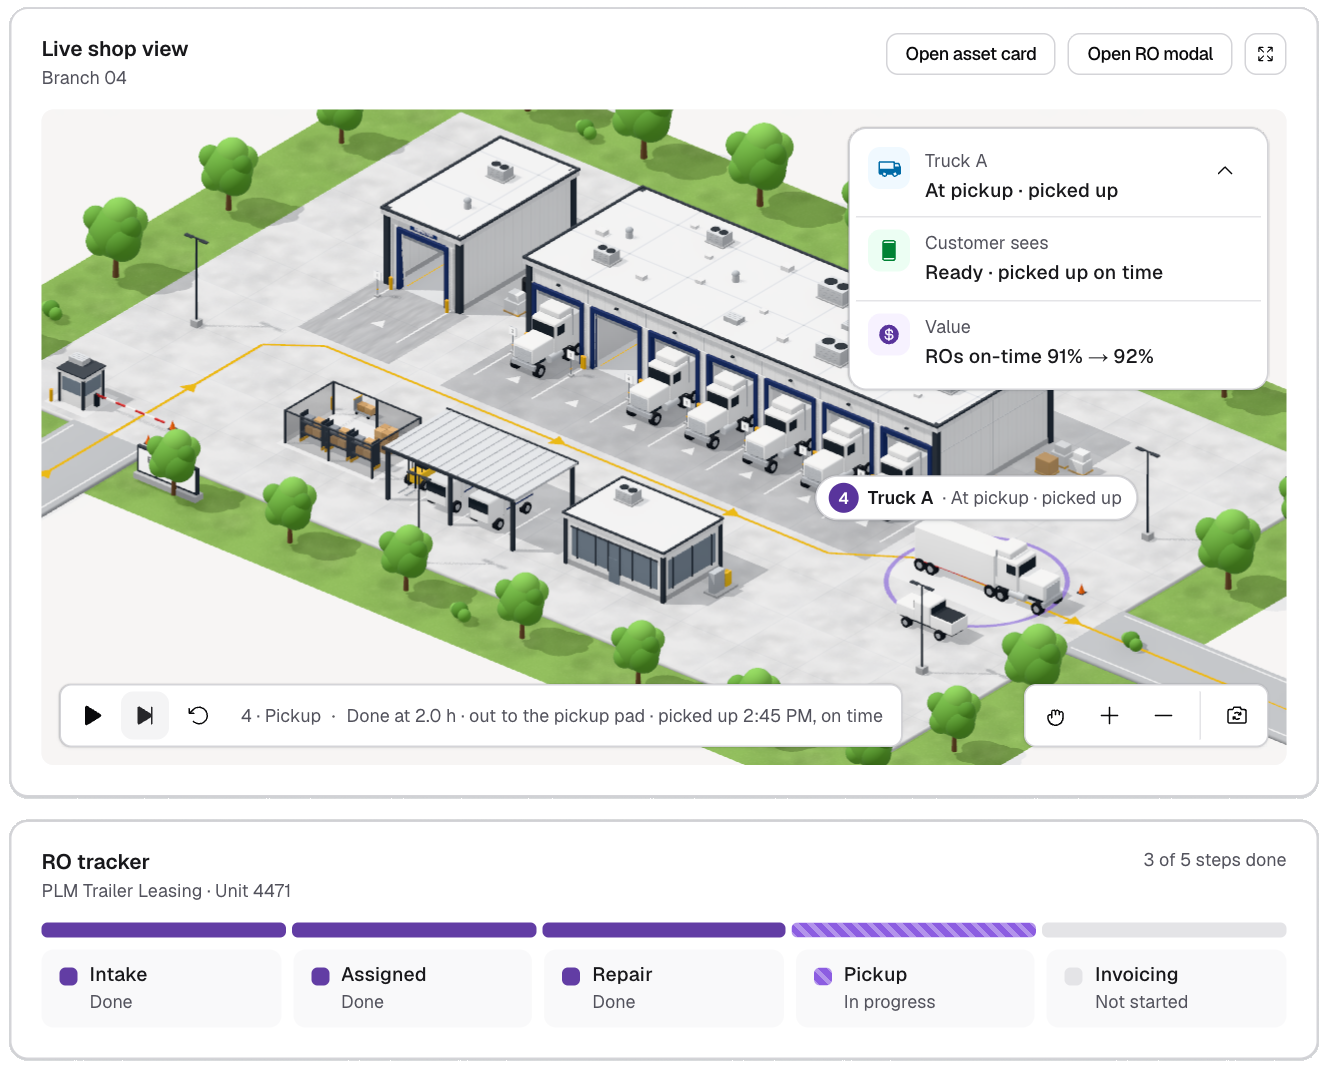 Live shop view
Branch 04
Open asset card
Open RO modal
Truck A
At pickup · picked up
Customer sees
Ready · picked up on time
$
Value
ROs on-time 91% → 92%
4 Truck A · At pickup · picked up
4 · Pickup · Done at 2.0 h · out to the pickup pad · picked up 2:45 PM, on time
RO tracker
3 of 5 steps done
PLM Trailer Leasing · Unit 4471
Intake
Done
Assigned
Done
Repair
Done
Pickup
In progress
Invoicing
Not started